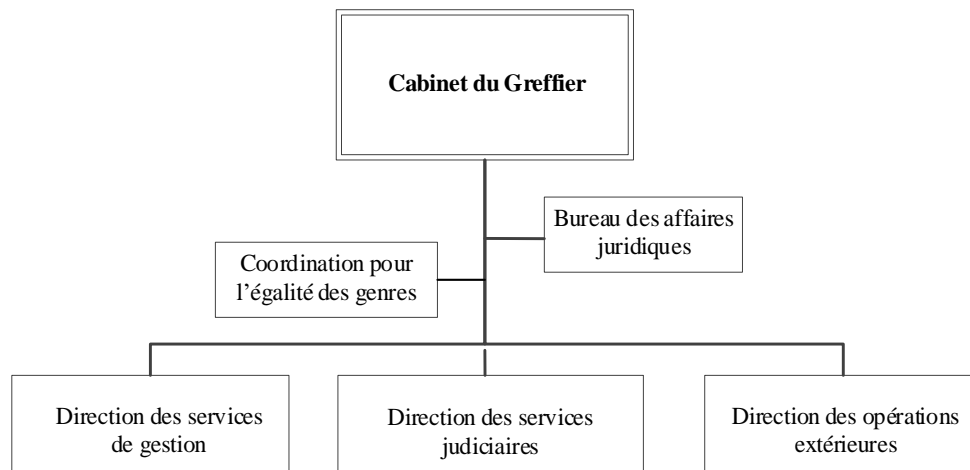 Cabinet du Greffier
Bureau des affaires
juridiques
Coordination pour
l’égalité des genres
Direction des services
de gestion
Direction des services
judiciaires
Direction des opérations
extérieures